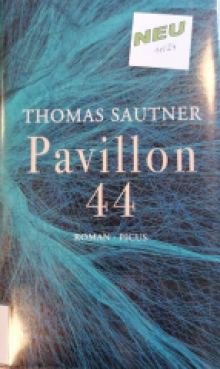 NEU
THOMAS SAUTNER
Pavillon
44
ROMAN · PICUS